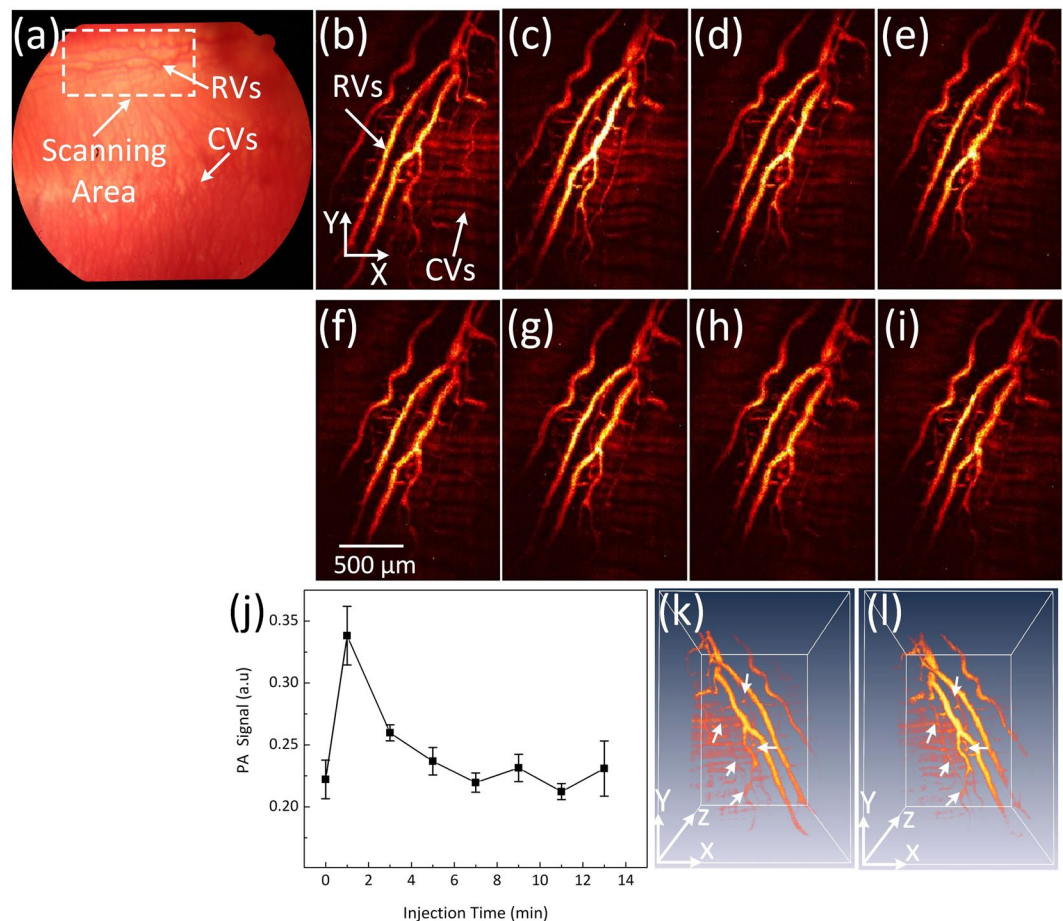 (a)
RVs
CVs
Scanning
Area
(b)
RVs
Y
X
CVs
(c)
(d)
(e)
(f)
500 μm
(g)
(h)
(i)
(j)
0.35
0.30
0.25
0.20
PA Signal (a.u)
0 2 4 6 8 10 12 14
Injection Time (min)
(k)
Y
Z
X
(l)
Y
Z
X